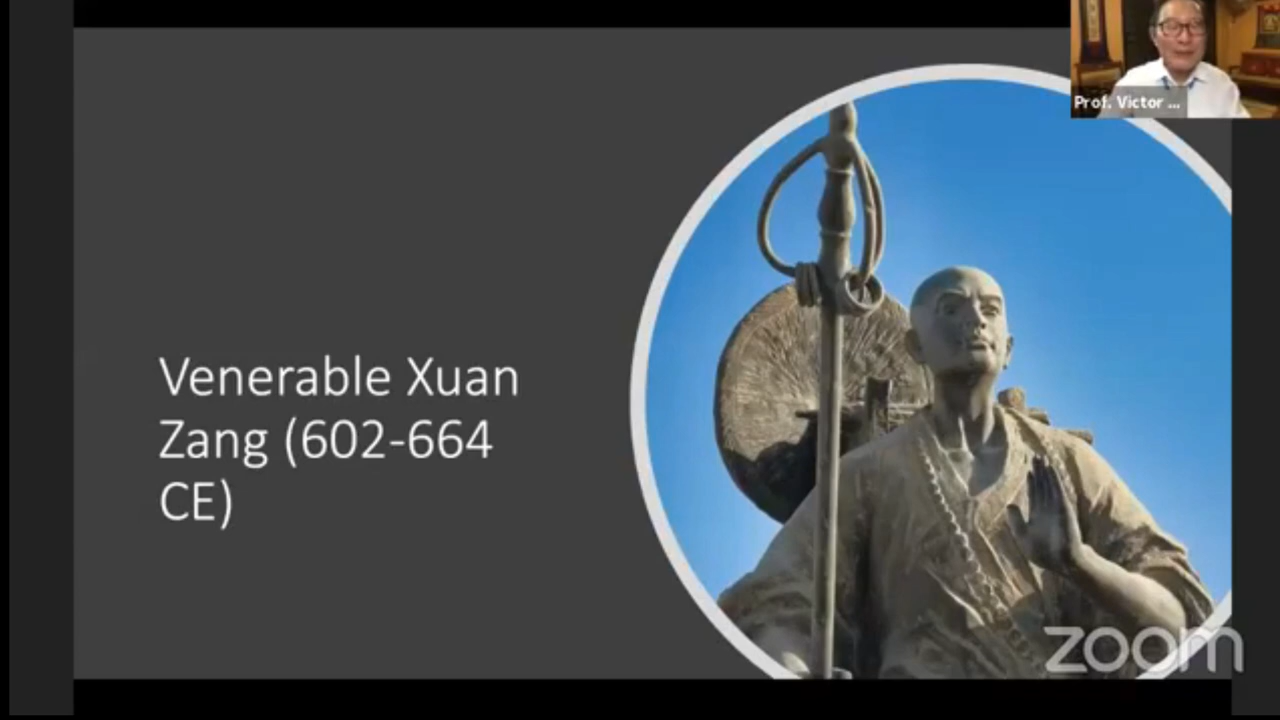 Prof. Victor ...
Venerable Xuan
Zang (602-664
CE)
zoom